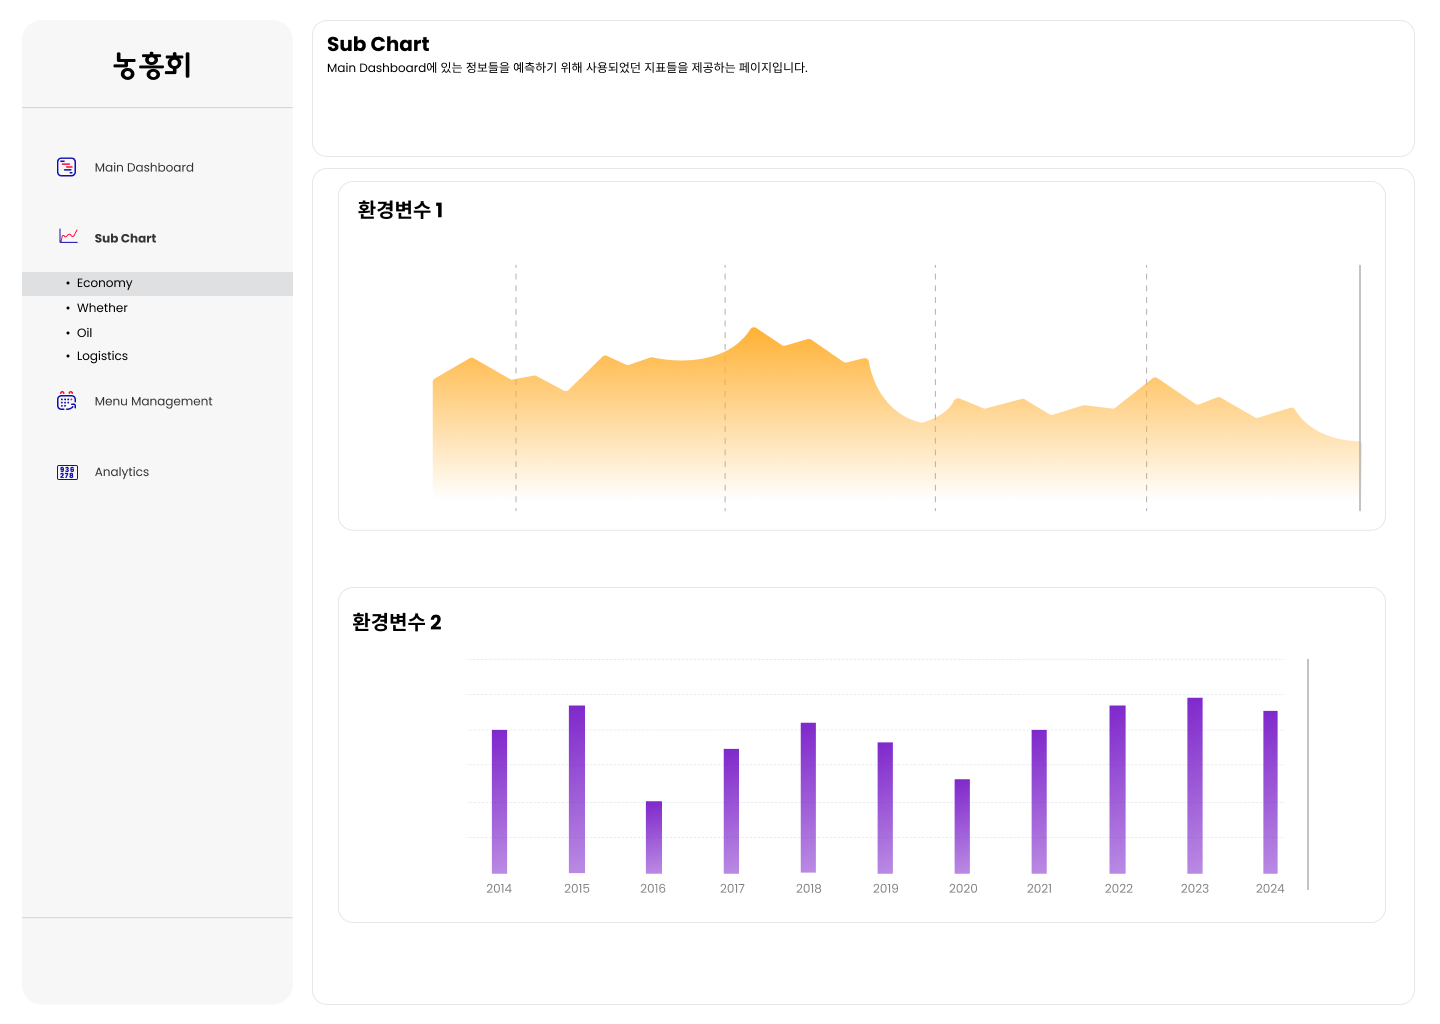 농흥회
Main Dashboard
Sub Chart
• Economy
• Whether
• Oil
• Logistics
Menu Management
936
278
Analytics
Sub Chart
Main Dashboard에 있는 정보들을 예측하기 위해 사용되었던 지표들을 제공하는 페이지입니다.
환경변수 1
환경변수 2
2014 2015 2016 2017 2018 2019 2020 2021 2022 2023 2024